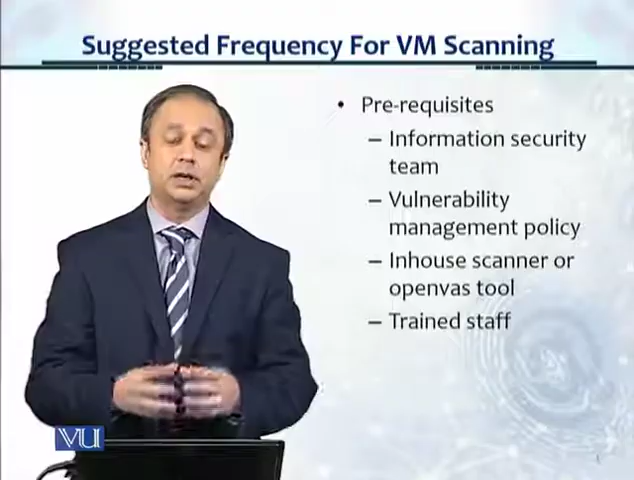 Suggested Frequency For VM Scanning
• Pre-requisites
– Information security
team
– Vulnerability
management policy
– Inhouse scanner or
openvas tool
– Trained staff
VU